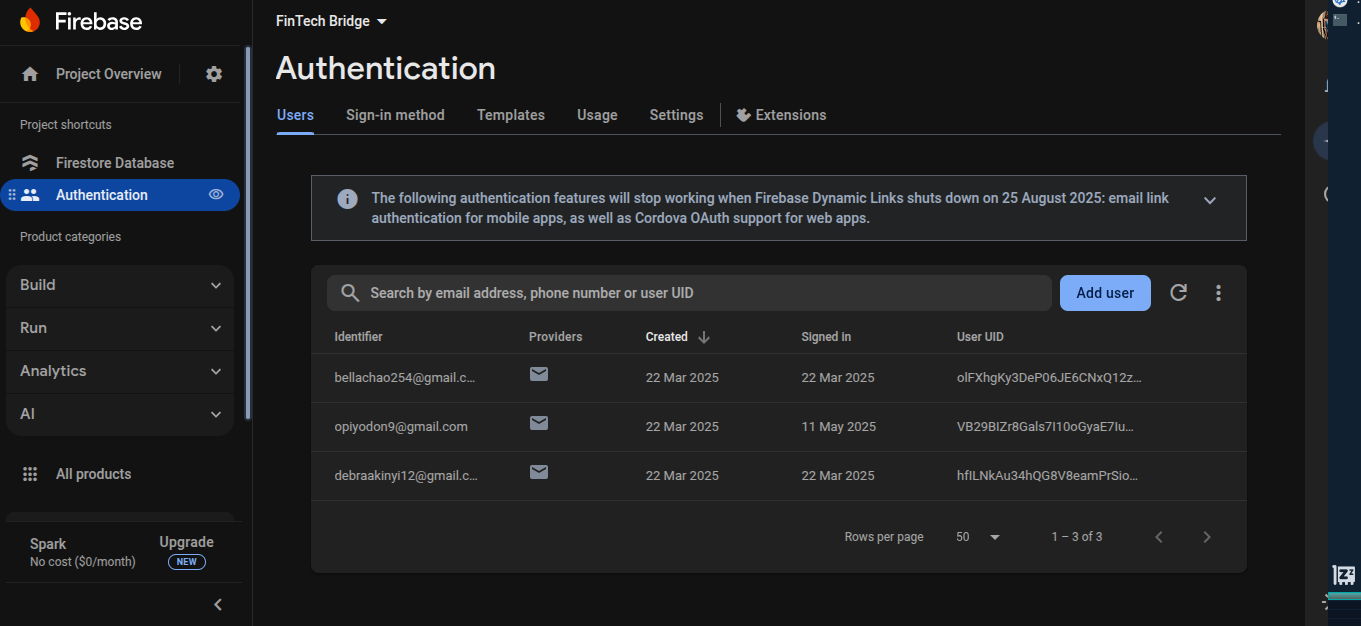 Firebase
FinTech Bridge
Project Overview
Authentication
Users Sign-in method Templates Usage Settings Extensions
Project shortcuts
Firestore Database
Authentication
Product categories
Build
Run
Analytics
AI
All products
Spark
No cost ($0/month)
Upgrade
NEW
The following authentication features will stop working when Firebase Dynamic Links shuts down on 25 August 2025: email link
authentication for mobile apps, as well as Cordova OAuth support for web apps.
Search by email address, phone number or user UID
Add user
Identifier Providers Created Signed in User UID
bellachao254@gmail.c... 22 Mar 2025 22 Mar 2025 olFXhgKy3DeP06JE6CNxQ12z...
opiyodon9@gmail.com 22 Mar 2025 11 May 2025 VB29BIZr8Gals7I10oGyaE7Iu...
debraakinyi12@gmail.c... 22 Mar 2025 22 Mar 2025 hfILNkAu34hQG8V8eamPrSio...
Rows per page 50 1 – 3 of 3